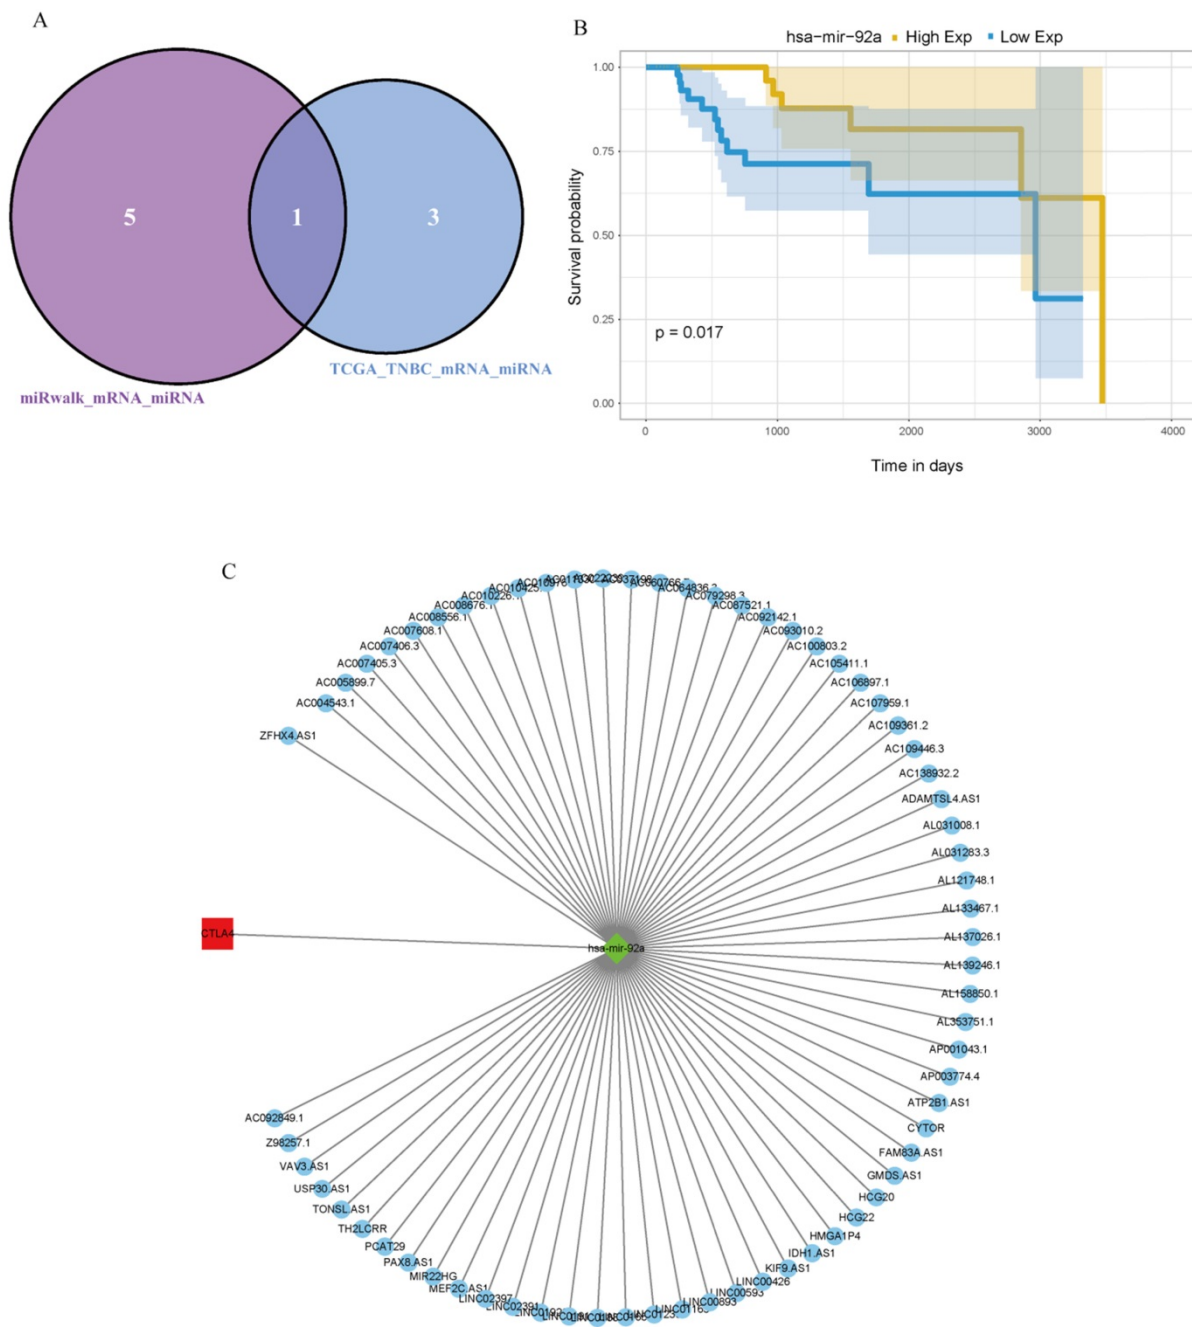 A
5
1
3
TCGA_TNBC_mRNA_miRNA
miRwalk_mRNA_miRNA
B
hsa-mir-92a High Exp Low Exp
1.00
0.75
0.50
0.25
0.00
Survival probability
p = 0.017
0 1000 2000 3000 4000
Time in days
C
AC079298.3
AC087521.1
AC092142.1
AC093010.2
AC100803.2
AC105411.1
AC106897.1
AC107959.1
AC109361.2
AC109446.3
AC138932.2
ADAMTSL4.AS1
AL031008.1
AL031283.3
AL121748.1
AL133467.1
AL137026.1
AL139246.1
AL158850.1
AL353751.1
AP001043.1
AP003774.4
ATP2B1.AS1
CYTOR
FAM83A.AS1
GMDS.AS1
HCG20
HCG22
HMGA1P4
IDH1.AS1
KIF9.AS1
LINC00426
LINC00593
LINC00893
LINC02391
LINC02397
MEF2C.AS1
MIR22HG
PAX8.AS1
PCAT29
TH2LCRR
TONSL.AS1
USP30.AS1
VAV3.AS1
Z98257.1
AC092849.1
CTLA4
hsa-mir-92a
ZFHX4.AS1
AC004543.1
AC005899.7
AC007405.3
AC007406.3
AC007608.1
AC008556.1
AC008676.1